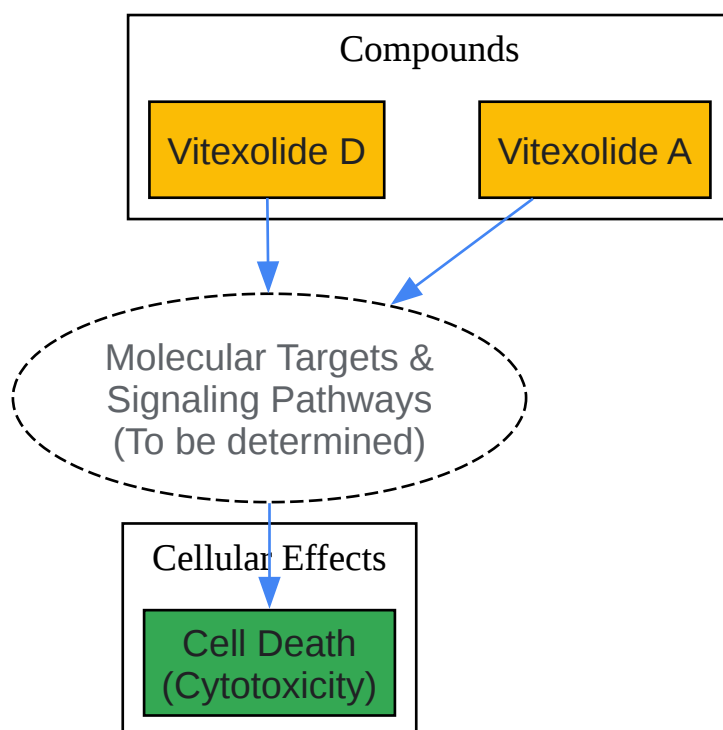 Compounds
Vitexolide D
Vitexolide A
Molecular Targets &
Signaling Pathways
(To be determined)
Cellular Effects
Cell Death
(Cytotoxicity)